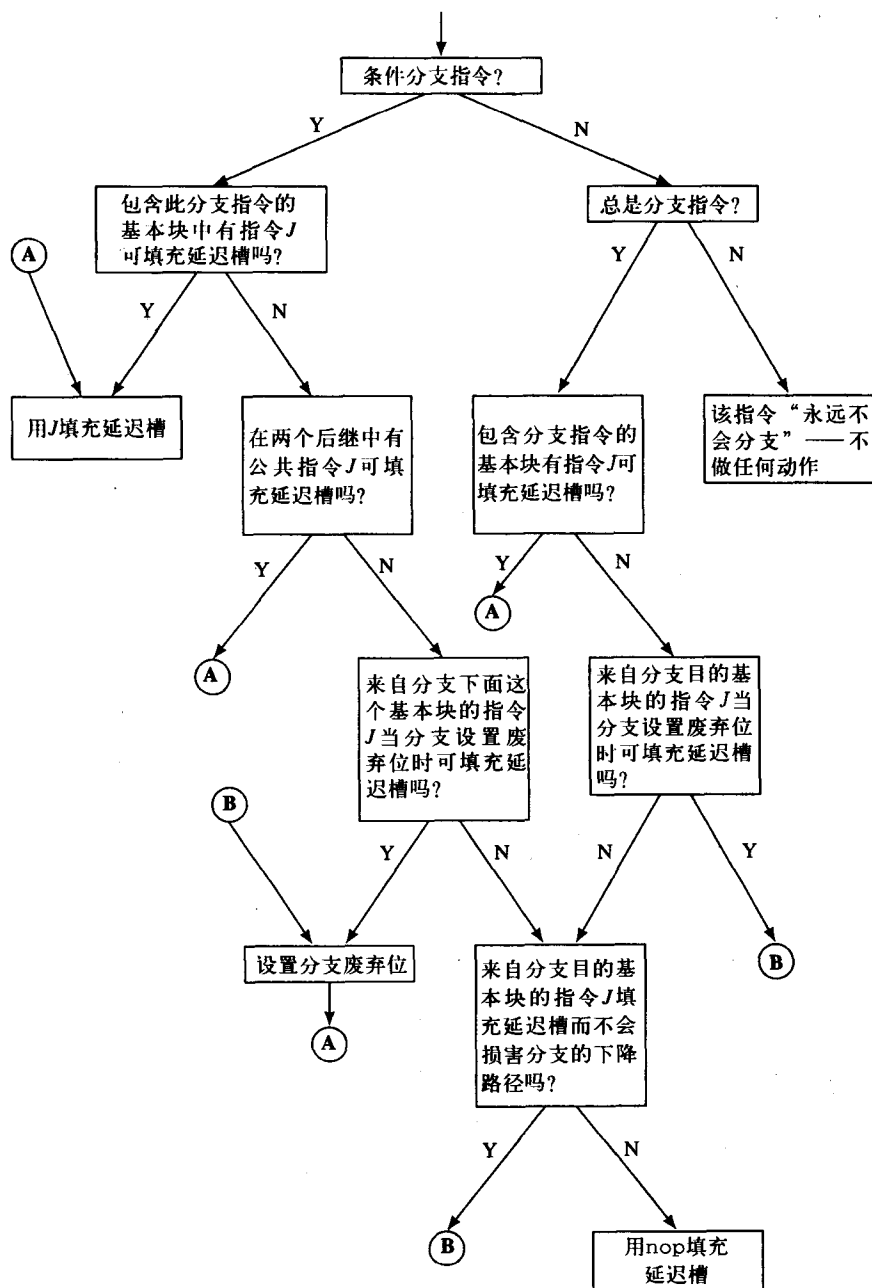 条件分支指令?
Y
N
包含此分支指令的
基本块中有指令J
可填充延迟槽吗?
总是分支指令?
A
Y
N
Y
N
用J填充延迟槽
在两个后继中有
公共指令J可填
充延迟槽吗?
包含分支指令的
基本块有指令J可
填充延迟槽吗?
该指令“永远不
会分支”——不
做任何动作
Y
N
Y
N
A
A
来自分支下面这
个基本块的指令
J当分支设置废
弃位时可填充延
迟槽吗?
来自分支目的基
本块的指令J当
分支设置废弃位
时可填充延迟槽
吗?
B
Y
N
N
Y
设置分支废弃位
来自分支目的基
本块的指令J填
充延迟槽而不会
损害分支的下降
路径吗?
B
A
Y
N
B
用nop填充
延迟槽